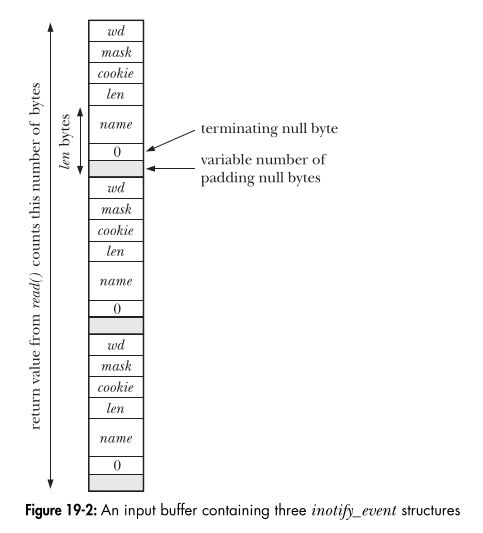 wd
mask
cookie
len
name
0
wd
mask
cookie
len
name
0
wd
mask
cookie
len
name
0
return value from read() counts this number of bytes
len bytes
terminating null byte
variable number of
padding null bytes
Figure 19-2: An input buffer containing three inotify_event structures